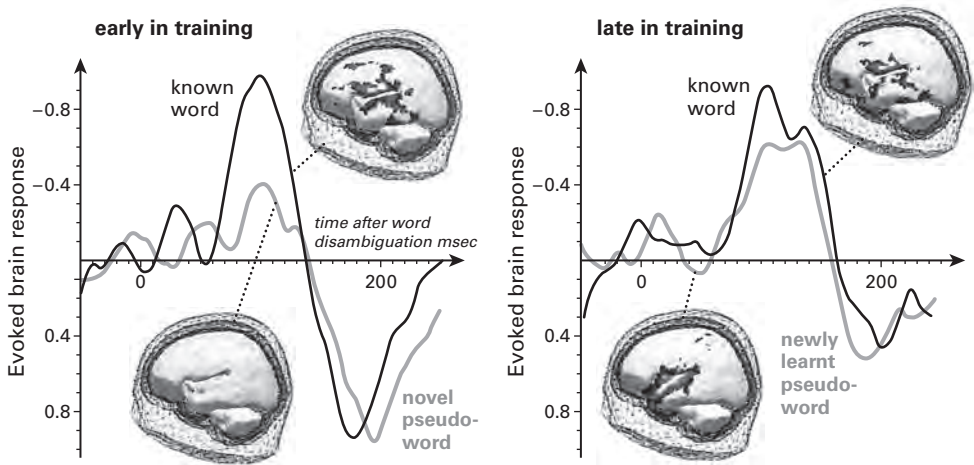 early in training
known
word
−0.8
−0.4
0.4
0.8
Evoked brain response
0
200
time after word
disambiguation msec
novel
pseudo-
word
late in training
known
word
−0.8
−0.4
0.4
0.8
Evoked brain response
0
200
newly
learnt
pseudo-
word